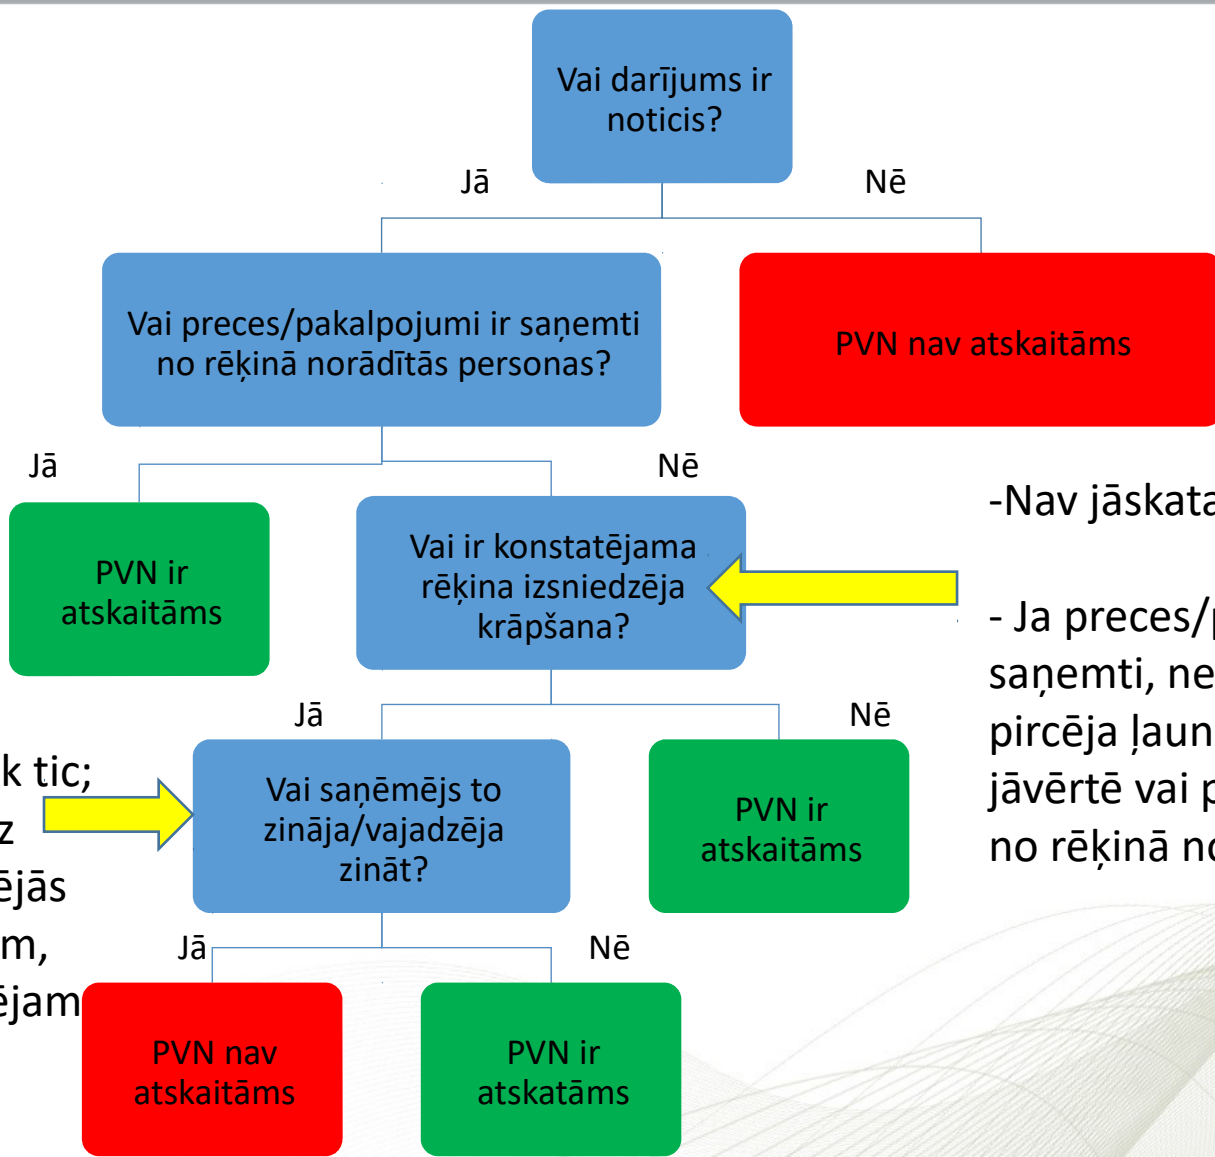 Vai darījums ir
noticis?
Jā
Nē
Vai preces/pakalpojumi ir saņemti
no rēķinā norādītās personas?
PVN nav atskaitāms
Jā
Nē
PVN ir
atskaitāms
Vai ir konstatējama
rēķina izsniedzēja
krāpšana?
-Nav jāskata
- Ja preces/p
saņemti, ne
pircēja ļaun
jāvērtē vai p
no rēķinā no
Jā
Nē
k tic;
z
ējās
m,
ējam
Vai saņēmējs to
zināja/vajadzēja
zināt?
PVN ir
atskaitāms
Jā
Nē
PVN nav
atskaitāms
PVN ir
atskatāms